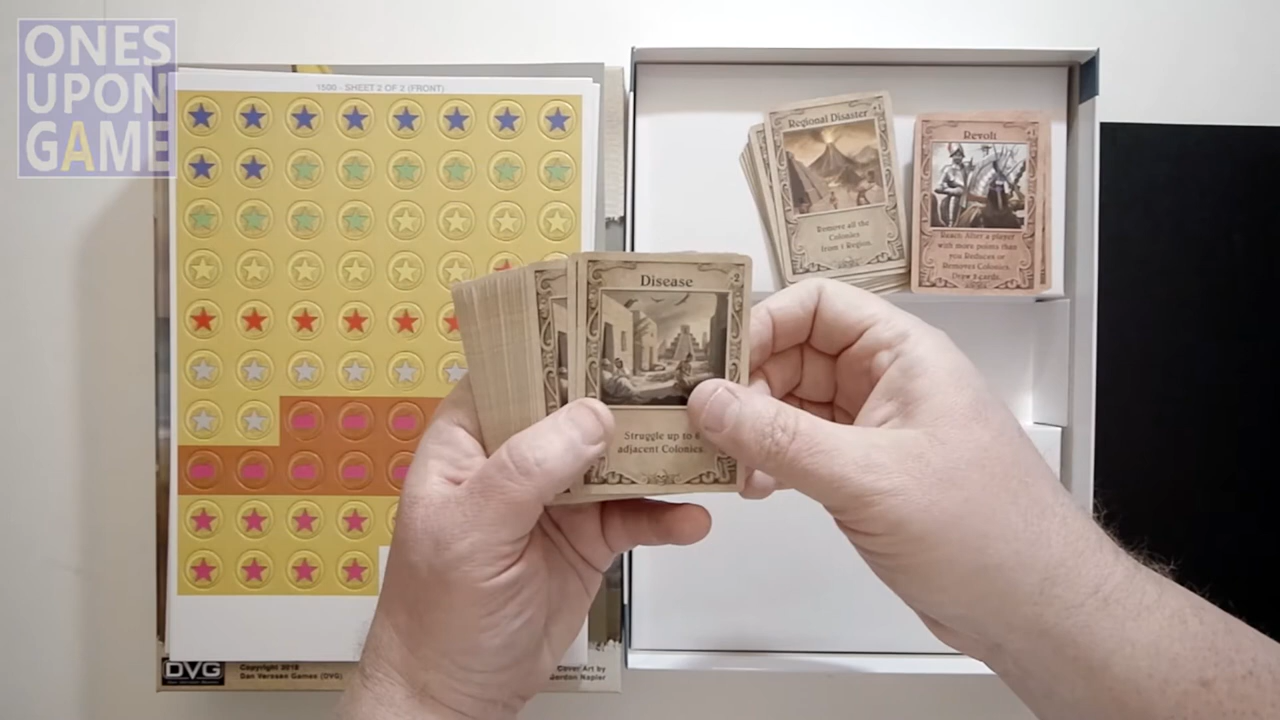 ONES
UPON
GAME
1500 - SHEET 2 OF 2 (FRONT)
Regional Disaster
+1
Remove all the
Colonies
from 1 Region.
Revolt
+1
React: After a player
with more points than
you Reduces or
Removes Colonies.
Draw 2 cards.
Disease
-2
Struggle up to
adjacent Colonies.
DVG
Copyright 2018
Dan Verssen Games (DVG)
Cover Art by